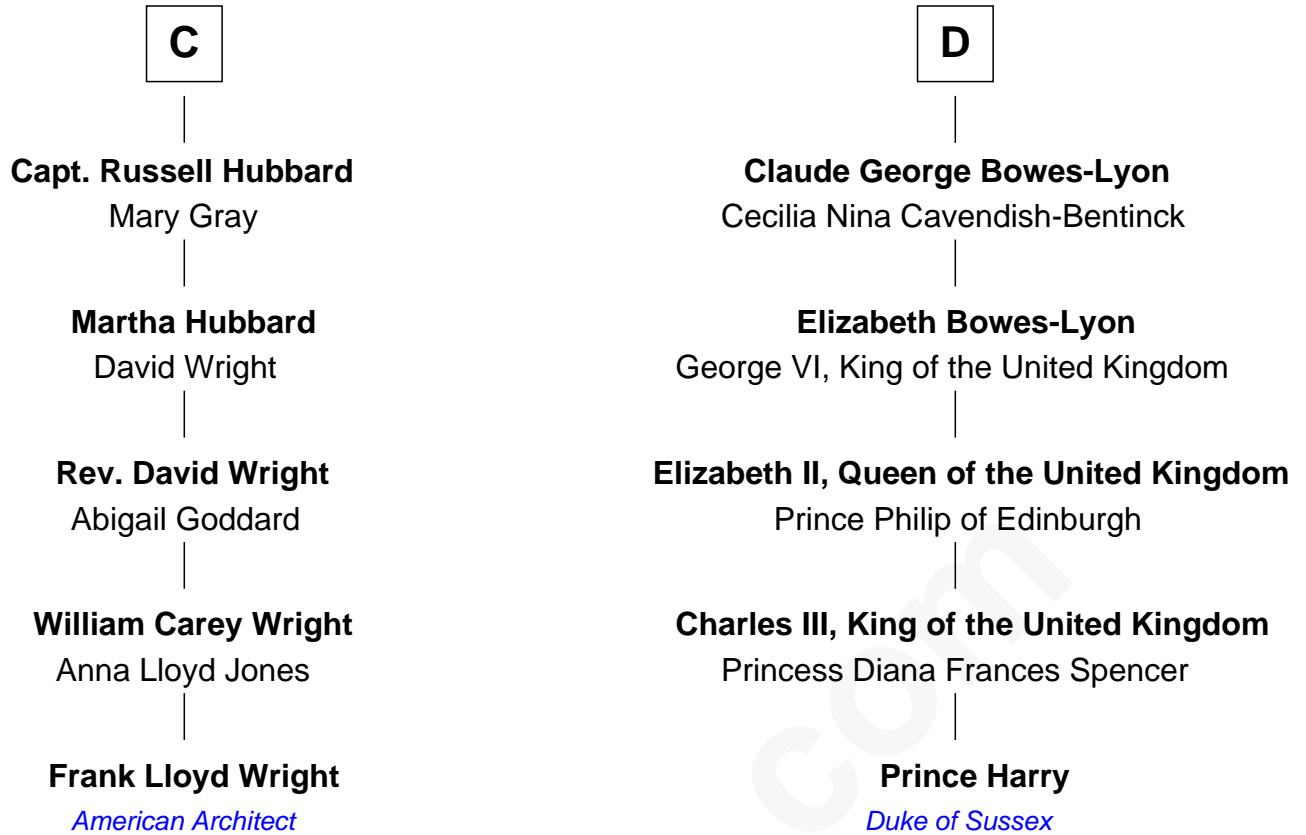 C
Capt. Russell Hubbard
Mary Gray
Martha Hubbard
David Wright
Rev. David Wright
Abigail Goddard
William Carey Wright
Anna Lloyd Jones
Frank Lloyd Wright
American Architect
D
Claude George Bowes-Lyon
Cecilia Nina Cavendish-Bentinck
Elizabeth Bowes-Lyon
George VI, King of the United Kingdom
Elizabeth II, Queen of the United Kingdom
Prince Philip of Edinburgh
Charles III, King of the United Kingdom
Princess Diana Frances Spencer
Prince Harry
Duke of Sussex
com